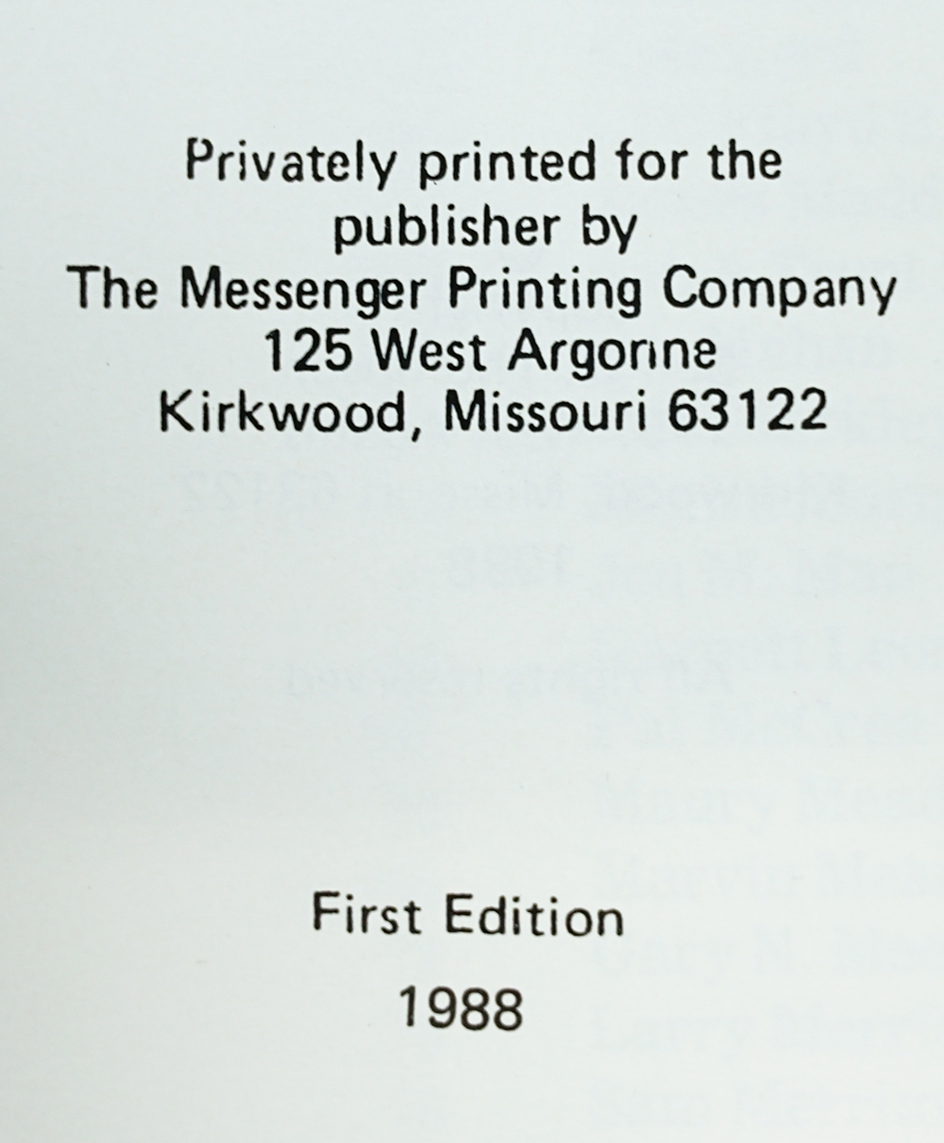 Privately printed for the
publisher by
The Messenger Printing Company
125 West Argonne
Kirkwood, Missouri 63122
First Edition
1988